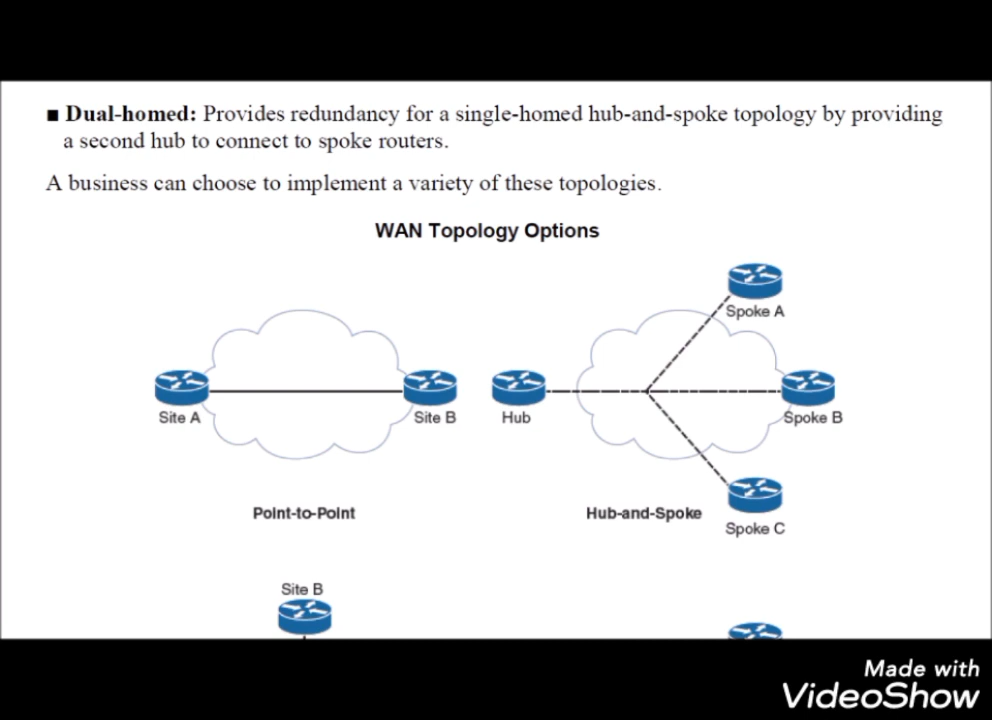 ■ Dual-homed: Provides redundancy for a single-homed hub-and-spoke topology by providing
a second hub to connect to spoke routers.
A business can choose to implement a variety of these topologies.
WAN Topology Options
Spoke A
Site A
Site B
Hub
Spoke B
Point-to-Point
Hub-and-Spoke
Spoke C
Site B
Made with
VideoShow